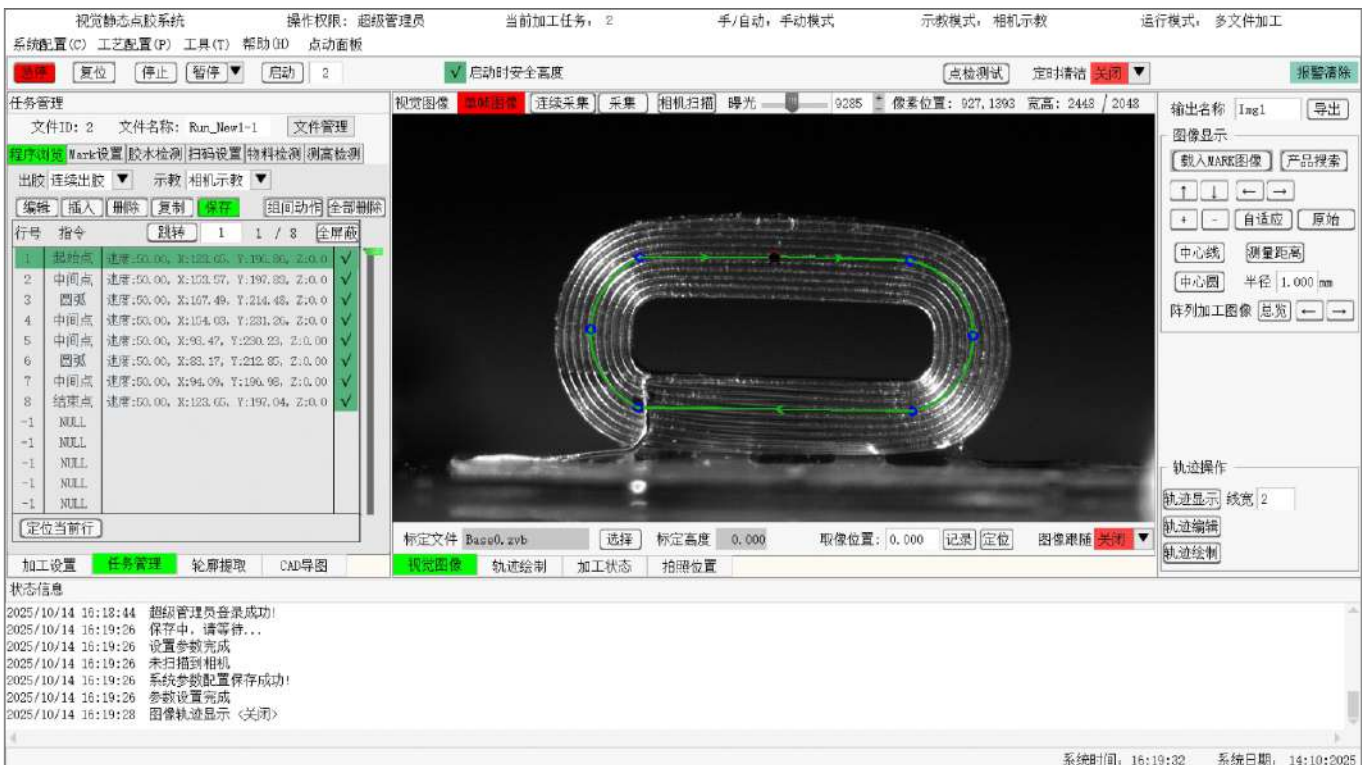 视觉静态点胶系统 操作权限: 超级管理员 当前加工任务: 2 手/自动: 手动模式 示教模式: 相机示教 运行模式: 多文件加工
系统配置(C) 工艺配置(P) 工具(T) 帮助(H) 点动面板
急停 复位 停止 暂停 ▼ 启动 2 √ 启动时安全高度 点检测试 定时清洁 关闭 ▼ 报警清除
任务管理
文件ID: 2 文件名称: Run_New1-1 文件管理
程序浏览 Mark设置 胶水检测 扫码设置 物料检测 测高检测
出胶 连续出胶 ▼ 示教 相机示教 ▼
编辑 插入 删除 复制 保存 组间动作 全部删除
行号 指令 跳转 1 1 / 8 全屏蔽
1 起始点 速度:50.00, X:123.65, Y:196.86, Z:0.0 √
2 中间点 速度:50.00, X:153.57, Y:197.83, Z:0.0 √
3 圆弧 速度:50.00, X:167.49, Y:214.48, Z:0.0 √
4 中间点 速度:50.00, X:154.03, Y:231.26, Z:0.0 √
5 中间点 速度:50.00, X:93.47, Y:230.23, Z:0.00 √
6 圆弧 速度:50.00, X:83.17, Y:212.85, Z:0.00 √
7 中间点 速度:50.00, X:94.09, Y:196.98, Z:0.00 √
8 结束点 速度:50.00, X:123.65, Y:197.04, Z:0.0 √
-1 NULL
-1 NULL
-1 NULL
-1 NULL
-1 NULL
定位当前行
加工设置 任务管理 轮廓提取 CAD导图
视觉图像 单帧图像 连续采集 采集 相机扫描 曝光 9285 像素位置: 927,1393 宽高: 2448 / 2048
标定文件 Base0.zvb 选择 标定高度 0.000 取像位置: 0.000 记录 定位 图像跟随 关闭 ▼
视觉图像 轨迹绘制 加工状态 拍照位置
输出名称 Img1 导出
图像显示
载入MARK图像 产品搜索
↑ ↓ ← →
+ - 自适应 原始
中心线 测量距离
中心圆 半径 1.000 mm
阵列加工图像 总览 ← →
轨迹操作
轨迹显示 线宽 2
轨迹编辑
轨迹绘制
状态信息
2025/10/14 16:18:44 超级管理员登录成功!
2025/10/14 16:19:26 保存中, 请等待...
2025/10/14 16:19:26 设置参数完成
2025/10/14 16:19:26 未扫描到相机
2025/10/14 16:19:26 系统参数配置保存成功!
2025/10/14 16:19:26 参数设置完成
2025/10/14 16:19:28 图像轨迹显示 <关闭>
系统时间: 16:19:32 系统日期: 14:10:2025